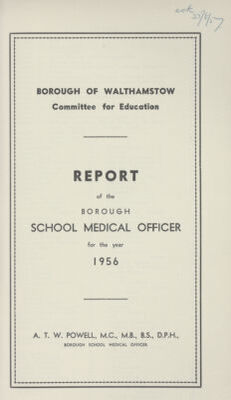 ack
BOROUGH OF WALTHAMSTOW
Committee for Education
REPORT
of the
BOROUGH
SCHOOL MEDICAL OFFICER
for the year
1956
A. T. W. POWELL, M.C., M.B., B.S., D.P.H.,
BOROUGH SCHOOL MEDICAL OFFICER